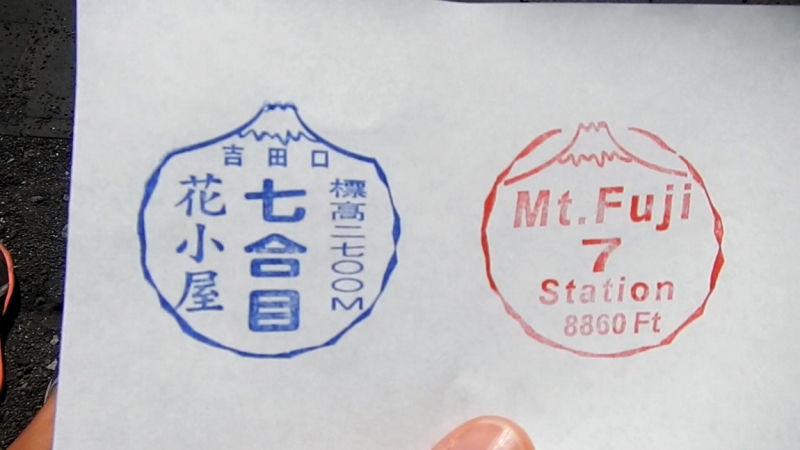 吉田口
標高二七〇〇M
七合目
花小屋
Mt.Fuji
7
Station
8860 Ft